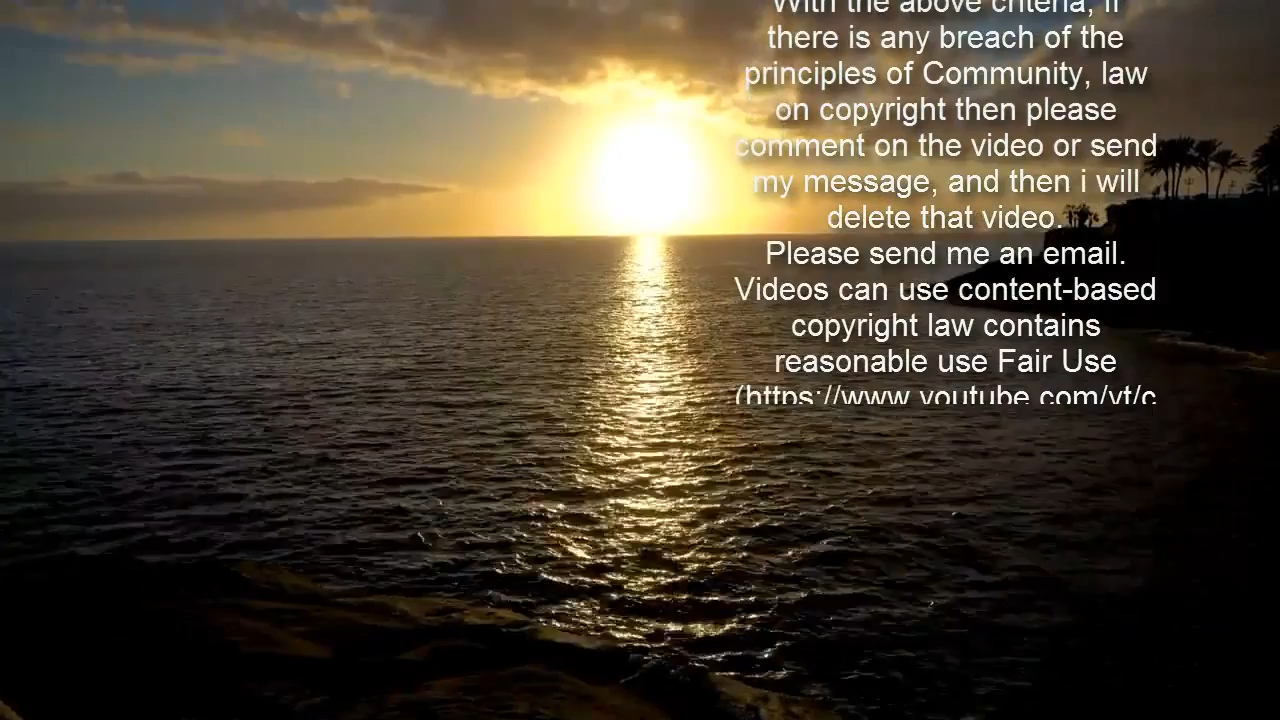 With the above criteria, if
there is any breach of the
principles of Community, law
on copyright then please
comment on the video or send
my message, and then i will
delete that video.
Please send me an email.
Videos can use content-based
copyright law contains
reasonable use Fair Use
(https://www.youtube.com/yt/c